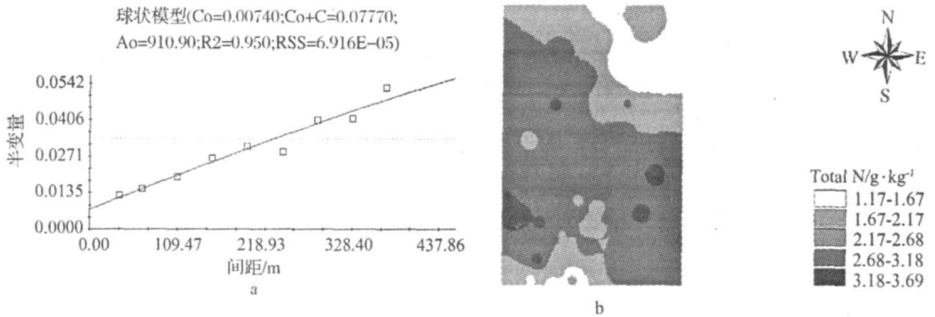 球状模型(Co=0.00740;Co+C=0.07770;
Ao=910.90;R2=0.950;RSS=6.916E-05)
半变量
0.0542
0.0406
0.0271
0.0135
0.0000
0.00 109.47 218.93 328.40 437.86
间距/m
a
b
N
W E
S
Total N/g·kg⁻¹
1.17-1.67
1.67-2.17
2.17-2.68
2.68-3.18
3.18-3.69